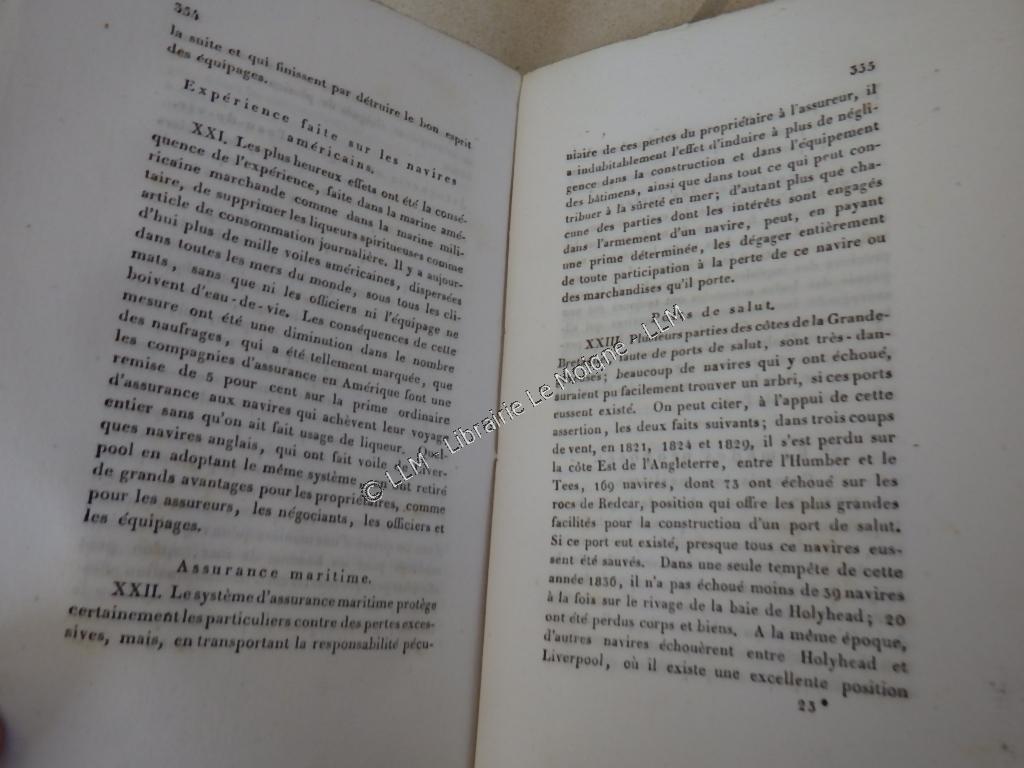 354
la suite et qui finissent par détruire le bon esprit
des équipages.
Expérience faite sur les navires
américains.
XXI. Les plus heureux effets ont été la consé-
quence de l'expérience, faite dans la marine amé-
ricaine marchande comme dans la marine mili-
taire, de supprimer les liqueurs spiritueuses comme
article de consommation journalière. Il y a aujour-
d'hui plus de mille voiles américaines, dispersées
dans toutes les mers du monde, sous tous les cli-
mats, sans que ni les officiers ni l'équipage ne
boivent d'eau-de-vie. Les conséquences de cette
mesure ont été une diminution dans le nombre
des naufrages, qui a été tellement marquée, que
les compagnies d'assurance en Amérique font une
remise de 5 pour cent sur la prime ordinaire
d'assurance aux navires qui achèvent leur voyage
entier sans qu'on ait fait usage de liqueur.
ques navires anglais, qui ont fait voile
pool en adoptant le même système, ont retiré
de grands avantages pour les propriétaires, comme
pour les assureurs, les négociants, les officiers et
les équipages.
Assurance maritime.
XXII. Le système d'assurance maritime protège
certainement les particuliers contre des pertes exces-
sives, mais, en transportant la responsabilité pécu-
335
niaire de ces pertes du propriétaire à l'assureur, il
a indubitablement l'effet d'induire à plus de négli-
gence dans la construction et dans l'équipement
des bâtimens, ainsi que dans tout ce qui peut con-
tribuer à la sûreté en mer; d'autant plus que cha-
cune des parties dont les intérêts sont engagés
dans l'armement d'un navire, peut, en payant
une prime déterminée, les dégager entièrement
de toute participation à la perte de ce navire ou
des marchandises qu'il porte.
Ports de salut.
XXIII. Plusieurs parties des côtes de la Grande-
faute de ports de salut, sont très-dan-
beaucoup de navires qui y ont échoué,
auraient pu facilement trouver un arbri, si ces ports
eussent existé. On peut citer, à l'appui de cette
assertion, les deux faits suivants; dans trois coups
de vent, en 1821, 1824 et 1829, il s'est perdu sur
la côte Est de l'Angleterre, entre l'Humber et le
Tees, 169 navires, dont 73 ont échoué sur les
rocs de Redcar, position qui offre les plus grandes
facilités pour la construction d'un port de salut.
Si ce port eut existé, presque tous ce navires eus-
sent été sauvés. Dans une seule tempête de cette
année 1836, il n'a pas échoué moins de 39 navires
à la fois sur le rivage de la baie de Holyhead; 20
ont été perdus corps et biens. A la même époque,
d'autres navires échouèrent entre Holyhead et
Liverpool, où il existe une excellente position
23*
© LLM - Librairie Le Moigne - LLM